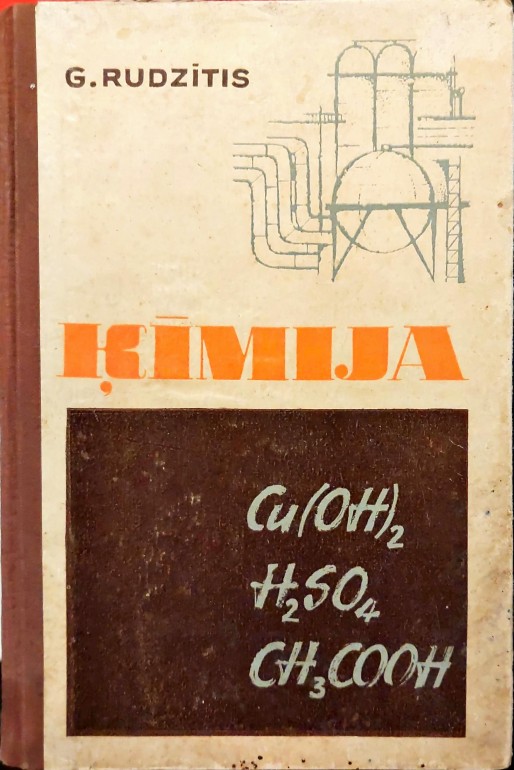 G. RUDZĪTIS
ĶĪMIJA
Cu(OH)₂
H₂SO₄
CH₃COOH